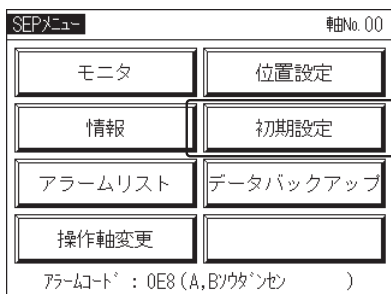 SEPメニュー 軸No.00
モニタ 位置設定
情報 初期設定
アラームリスト データバックアップ
操作軸変更
アラームコード : 0E8(A,Bソウダンセン )